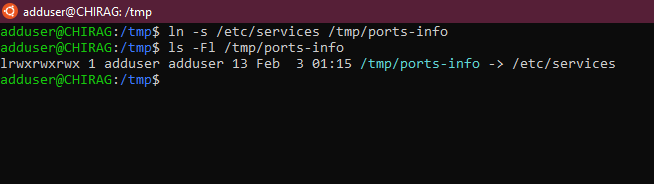 adduser@CHIRAG: /tmp
adduser@CHIRAG:/tmp$ ln -s /etc/services /tmp/ports-info
adduser@CHIRAG:/tmp$ ls -Fl /tmp/ports-info
lrwxrwxrwx 1 adduser adduser 13 Feb  3 01:15 /tmp/ports-info -> /etc/services
adduser@CHIRAG:/tmp$